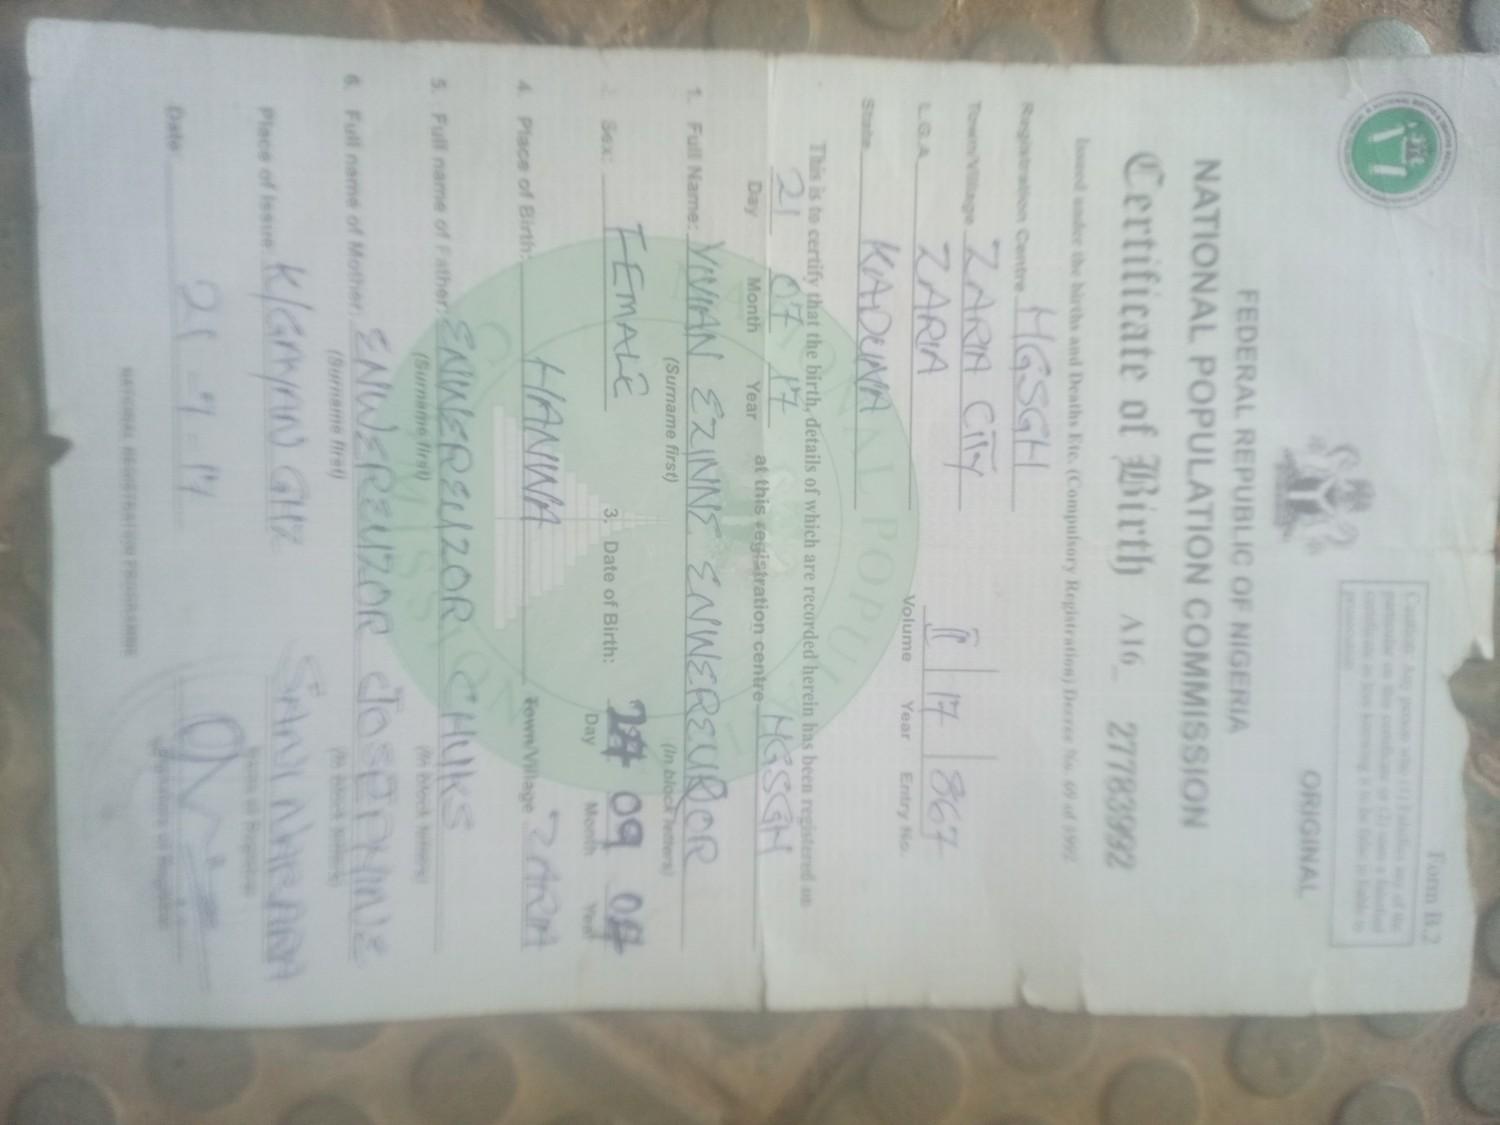 Form B.2
ORIGINAL
FEDERAL REPUBLIC OF NIGERIA
NATIONAL POPULATION COMMISSION
Certificate of Birth A16 27783992
Issued under the births and Deaths Etc. (Compulsory Registration) Decree No. 69 of 1992
Registration Centre HGSGH
Town/Village ZARIA CITY
L.G.A. ZARIA
17 867
State KADUNA
Volume Year Entry No.
This is to certify that the birth, details of which are recorded herein has been registered on
21 07 17 at this registration centre HGSGH
Day Month Year
1. Full Name: VIVIAN EZINNE ENWEREUZOR
(Surname first) (In block letters)
2. Sex: FEMALE 3. Date of Birth: 09
Day Month Year
4. Place of Birth: HANWA Town/Village ZARIA
5. Full name of Father: ENWEREUZOR CHUKS
(Surname first) (In block letters)
6. Full name of Mother: ENWEREUZOR JOSEPHINE
(Surname first) (In block letters)
Place of issue SANI
Name of Registrar
Date 21-7-17
Signature of Registrar